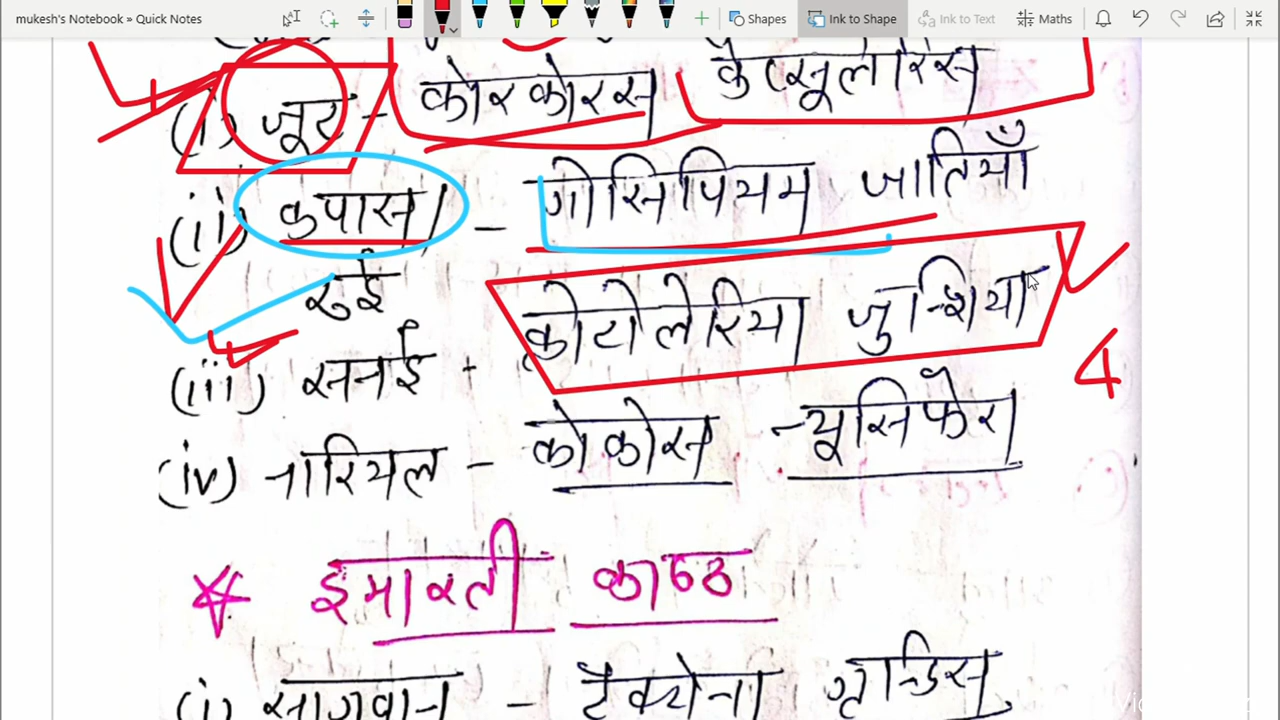 mukesh's Notebook » Quick Notes
Shapes
Ink to Shape
Ink to Text
Maths
(i) जूट - कोरकोरस कैप्सूलेरिस
(ii) कपास - गोसिपियम जातियाँ
रुई
(iii) सनई - क्रोटोलेरिया जुन्शिया
4
(iv) नारियल - कोकोस न्यूसिफेरा
इमारती काष्ठ
(i) सागवान - टैक्टोना ग्रान्डिस